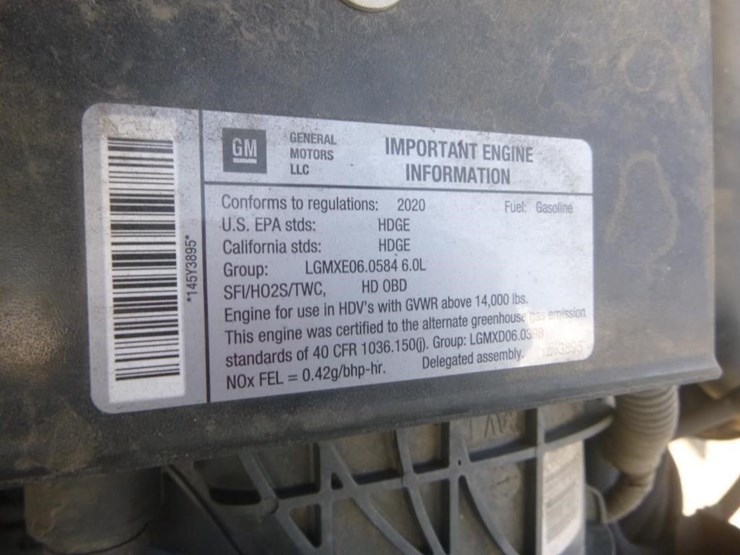 *145Y3895*
GM
GENERAL
MOTORS
LLC
IMPORTANT ENGINE
INFORMATION
Conforms to regulations: 2020 Fuel: Gasoline
U.S. EPA stds: HDGE
California stds: HDGE
Group: LGMXE06.0584 6.0L
SFI/HO2S/TWC, HD OBD
Engine for use in HDV's with GVWR above 14,000 lbs.
This engine was certified to the alternate greenhouse gas emission
standards of 40 CFR 1036.150(j). Group:
NOx FEL = 0.42g/bhp-hr. Delegated assembly.